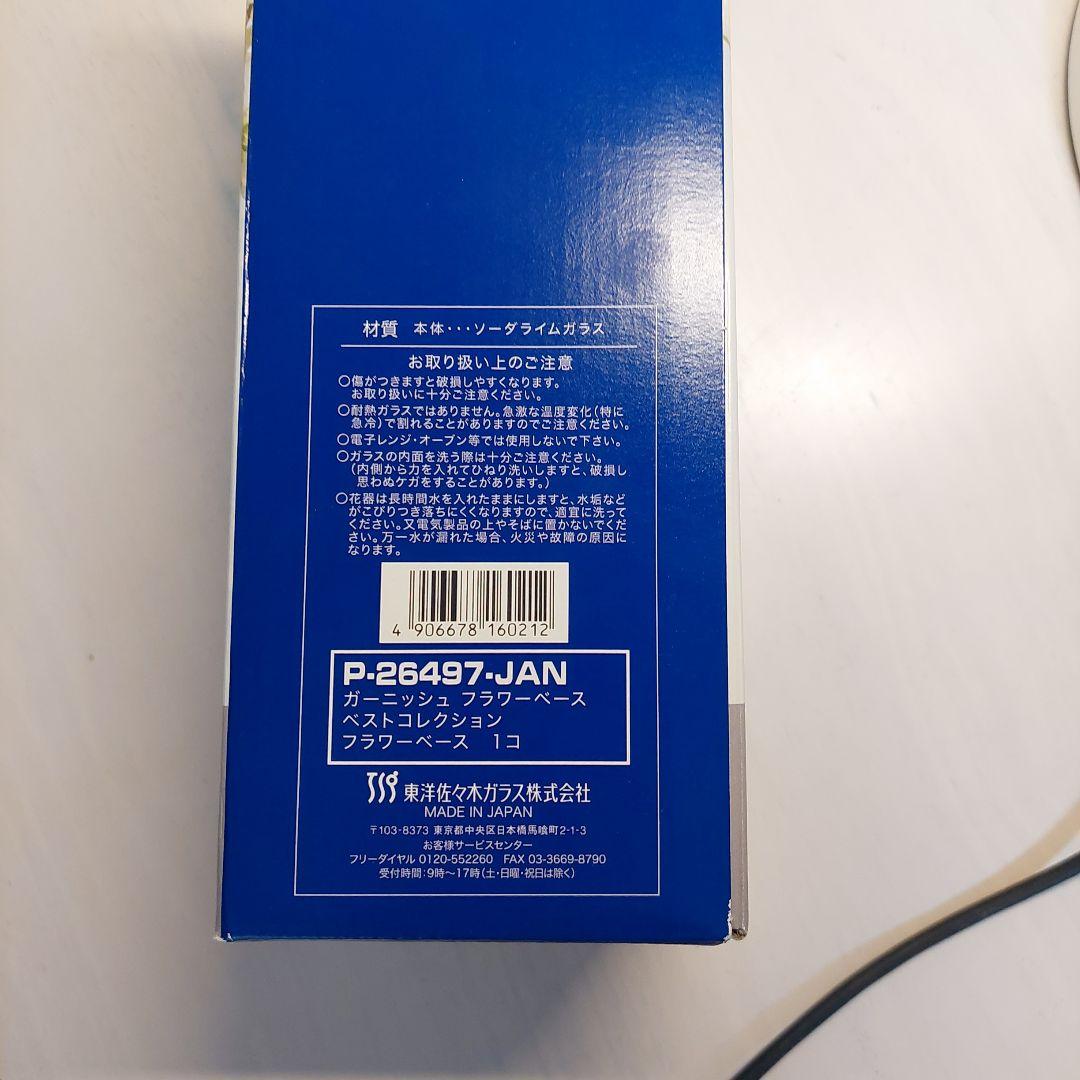 材質 本体・・・ソーダライムガラス
お取り扱い上のご注意
○傷がつきますと破損しやすくなります。
お取り扱いに十分ご注意ください。
○耐熱ガラスではありません。急激な温度変化(特に
急冷)で割れることがありますのでご注意ください。
○電子レンジ・オーブン等では使用しないで下さい。
○ガラスの内面を洗う際は十分ご注意ください。
(内側から力を入れてひねり洗いしますと、破損し
思わぬケガをすることがあります。)
○花器は長時間水を入れたままにしますと、水垢など
がこびりつき落ちにくくなりますので、適宜に洗って
ください。又電気製品の上やそばに置かないでくだ
さい。万一水が漏れた場合、火災や故障の原因に
なります。
4 906678 160212
P-26497-JAN
ガーニッシュ フラワーベース
ベストコレクション
フラワーベース 1コ
東洋佐々木ガラス株式会社
MADE IN JAPAN
〒103-8373 東京都中央区日本橋馬喰町2-1-3
お客様サービスセンター
フリーダイヤル 0120-552260 FAX 03-3669-8790
受付時間:9時~17時(土・日曜・祝日は除く)